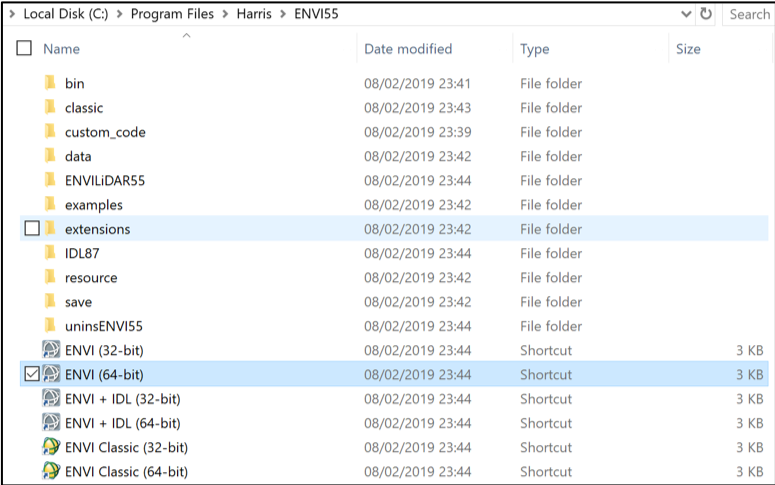 Local Disk (C:) > Program Files > Harris > ENVI55 Search
Name Date modified Type Size
bin 08/02/2019 23:41 File folder
classic 08/02/2019 23:43 File folder
custom_code 08/02/2019 23:39 File folder
data 08/02/2019 23:42 File folder
ENVILiDAR55 08/02/2019 23:44 File folder
examples 08/02/2019 23:42 File folder
extensions 08/02/2019 23:42 File folder
IDL87 08/02/2019 23:44 File folder
resource 08/02/2019 23:42 File folder
save 08/02/2019 23:42 File folder
uninsENVI55 08/02/2019 23:44 File folder
ENVI (32-bit) 08/02/2019 23:44 Shortcut 3 KB
ENVI (64-bit) 08/02/2019 23:44 Shortcut 3 KB
ENVI + IDL (32-bit) 08/02/2019 23:44 Shortcut 3 KB
ENVI + IDL (64-bit) 08/02/2019 23:44 Shortcut 3 KB
ENVI Classic (32-bit) 08/02/2019 23:44 Shortcut 3 KB
ENVI Classic (64-bit) 08/02/2019 23:44 Shortcut 3 KB